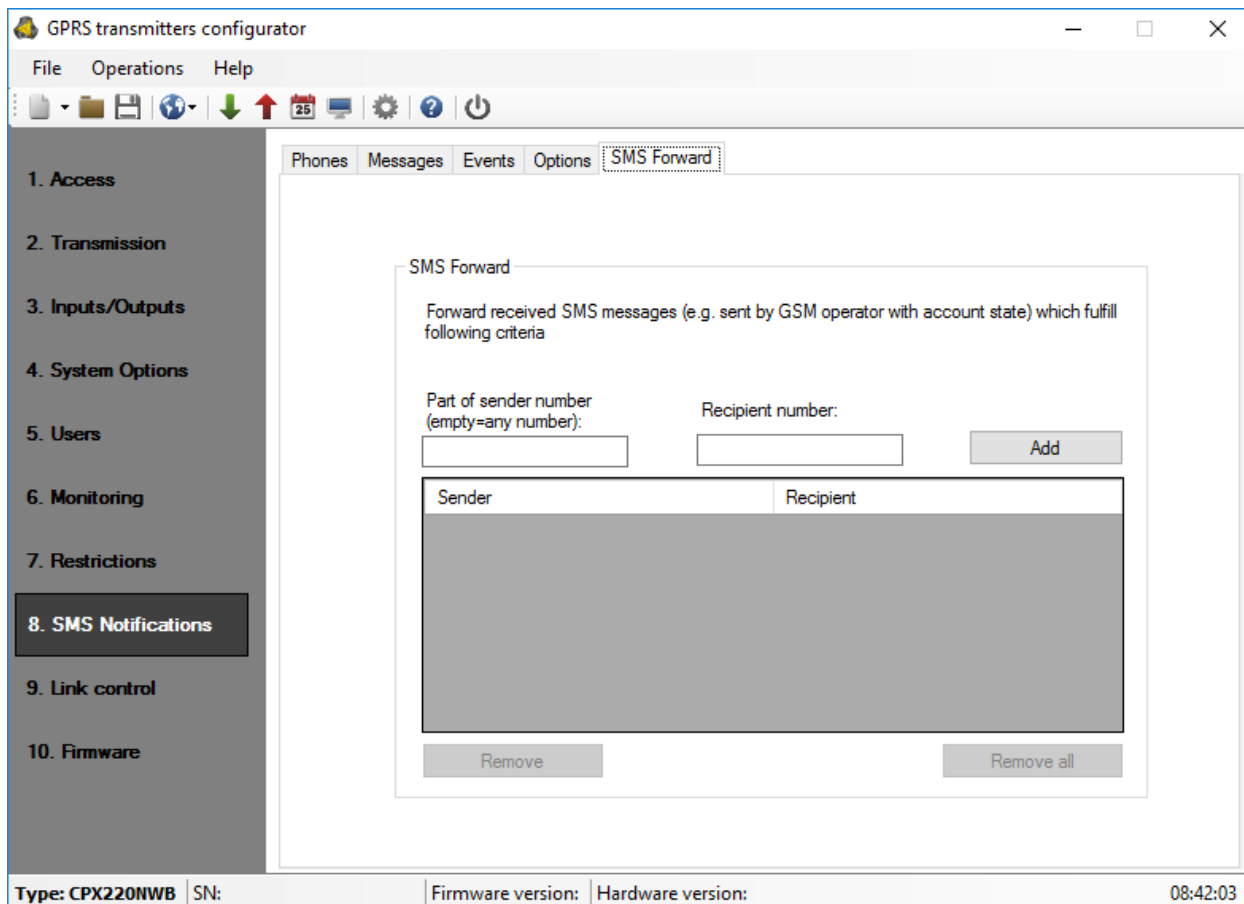 GPRS transmitters configurator
File Operations Help
25
Phones Messages Events Options SMS Forward
1. Access
2. Transmission
3. Inputs/Outputs
4. System Options
5. Users
6. Monitoring
7. Restrictions
8. SMS Notifications
9. Link control
10. Firmware
SMS Forward
Forward received SMS messages (e.g. sent by GSM operator with account state) which fulfill
following criteria
Part of sender number
(empty=any number):
Recipient number:
Add
Sender Recipient
Remove Remove all
Type: CPX220NWB SN: Firmware version: Hardware version: 08:42:03